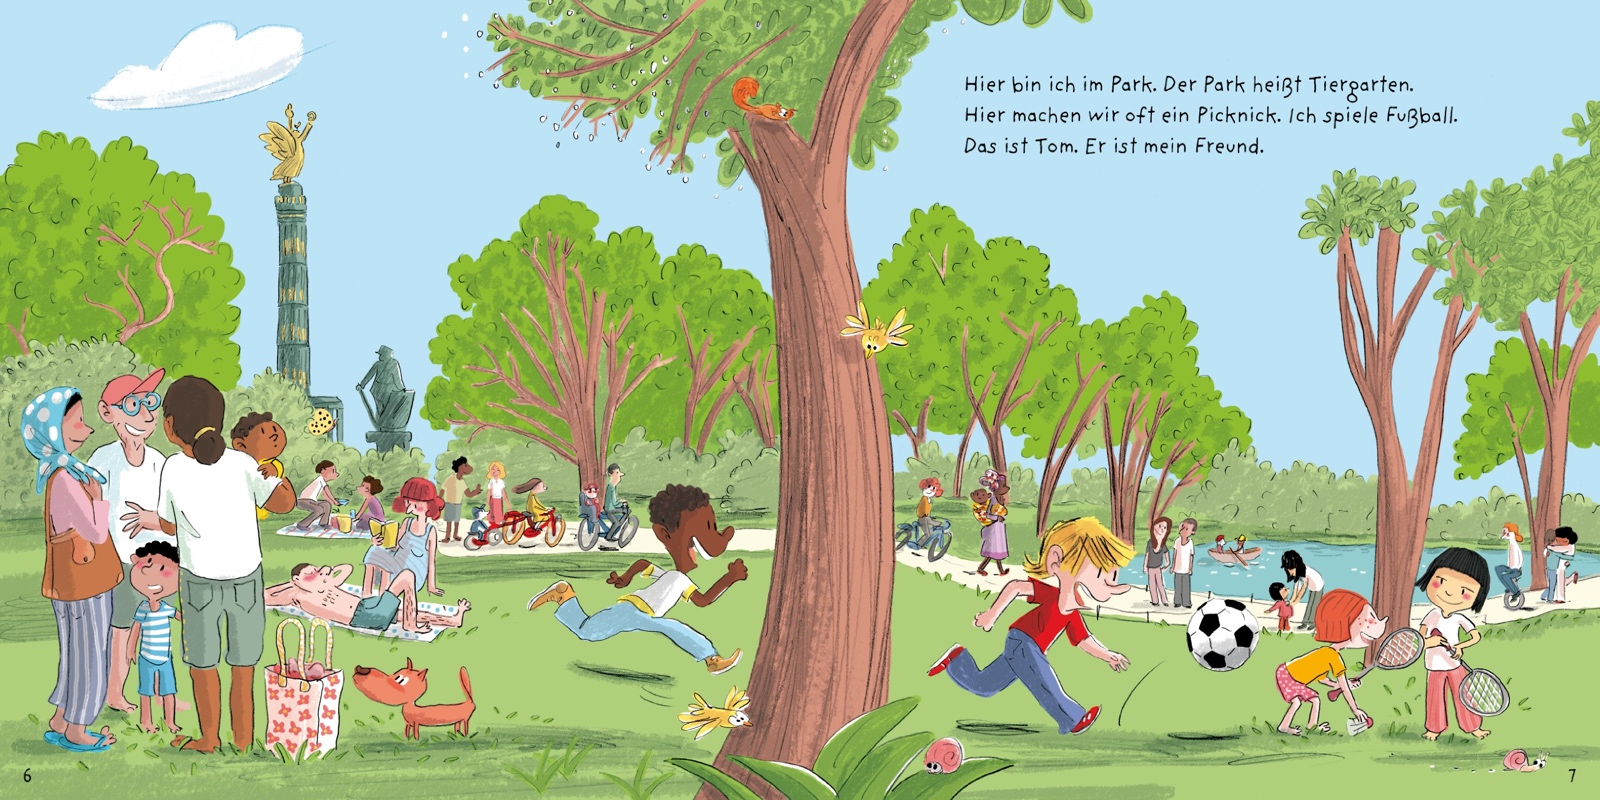 Hier bin ich im Park. Der Park heißt Tiergarten.
Hier machen wir oft ein Picknick. Ich spiele Fußball.
Das ist Tom. Er ist mein Freund.
6
7